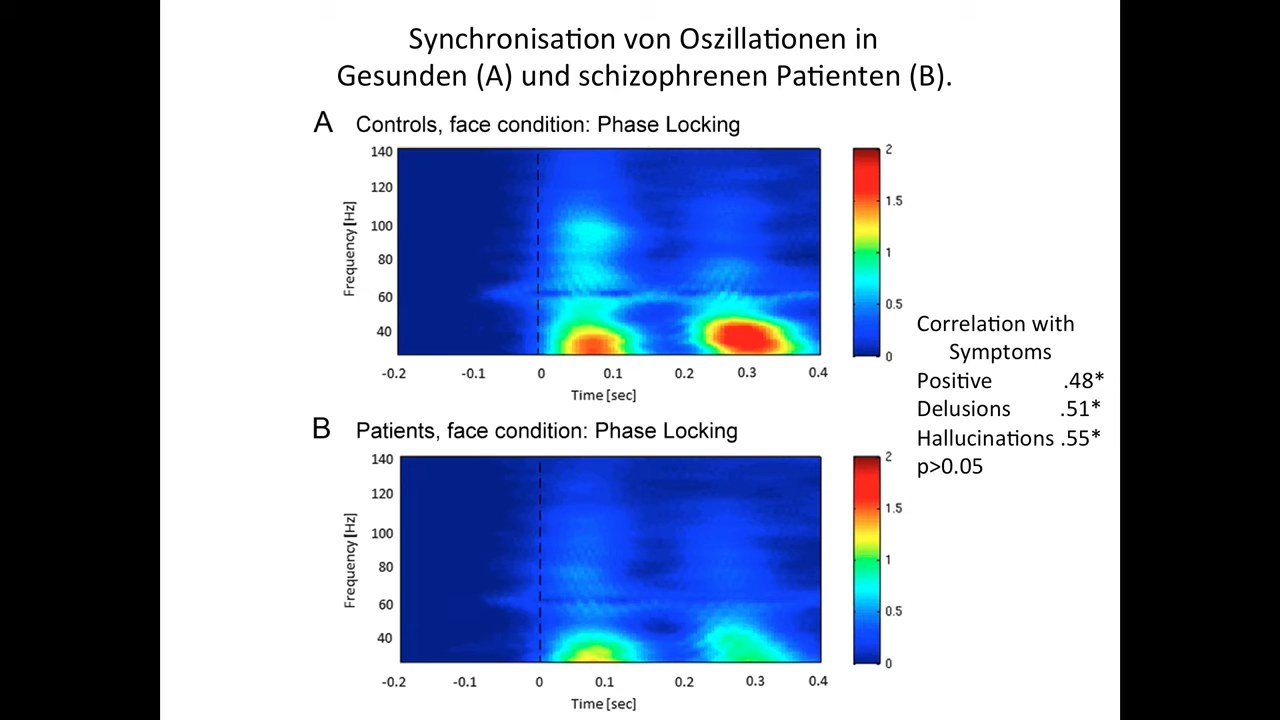 Synchronisation von Oszillationen in
Gesunden (A) und schizophrenen Patienten (B).
A Controls, face condition: Phase Locking
140
120
100
80
60
40
Frequency [Hz]
-0.2 -0.1 0 0.1 0.2 0.3 0.4
Time [sec]
2
1.5
1
0.5
0
Correlation with
Symptoms
Positive .48*
Delusions .51*
Hallucinations .55*
p>0.05
B Patients, face condition: Phase Locking
140
120
100
80
60
40
Frequency [Hz]
-0.2 -0.1 0 0.1 0.2 0.3 0.4
Time [sec]
2
1.5
1
0.5
0